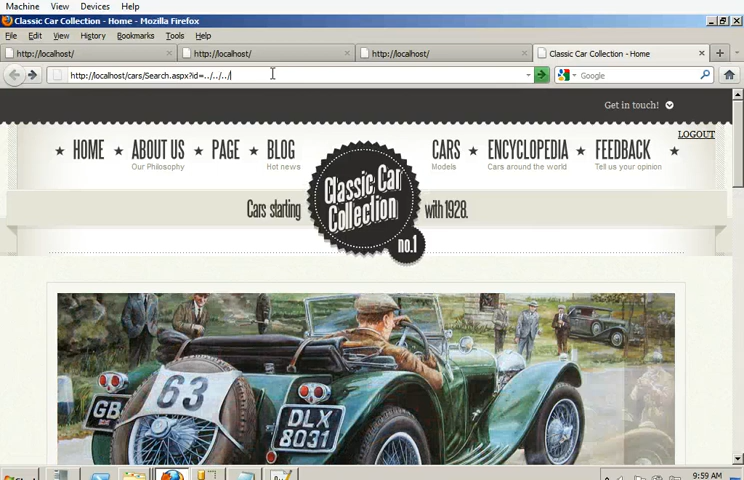 Machine View Devices Help
Classic Car Collection - Home - Mozilla Firefox
File Edit View History Bookmarks Tools Help
http://localhost/ http://localhost/ http://localhost/ Classic Car Collection - Home
http://localhost/cars/Search.aspx?id=../../../ Google
Get in touch!
LOGOUT
HOME ABOUT US PAGE BLOG CARS ENCYCLOPEDIA FEEDBACK
Our Philosophy Hot news Models Cars around the world Tell us your opinion
Cars starting Classic Car Collection with 1928.
no.1
63
GB
DLX
8031
9:59 AM